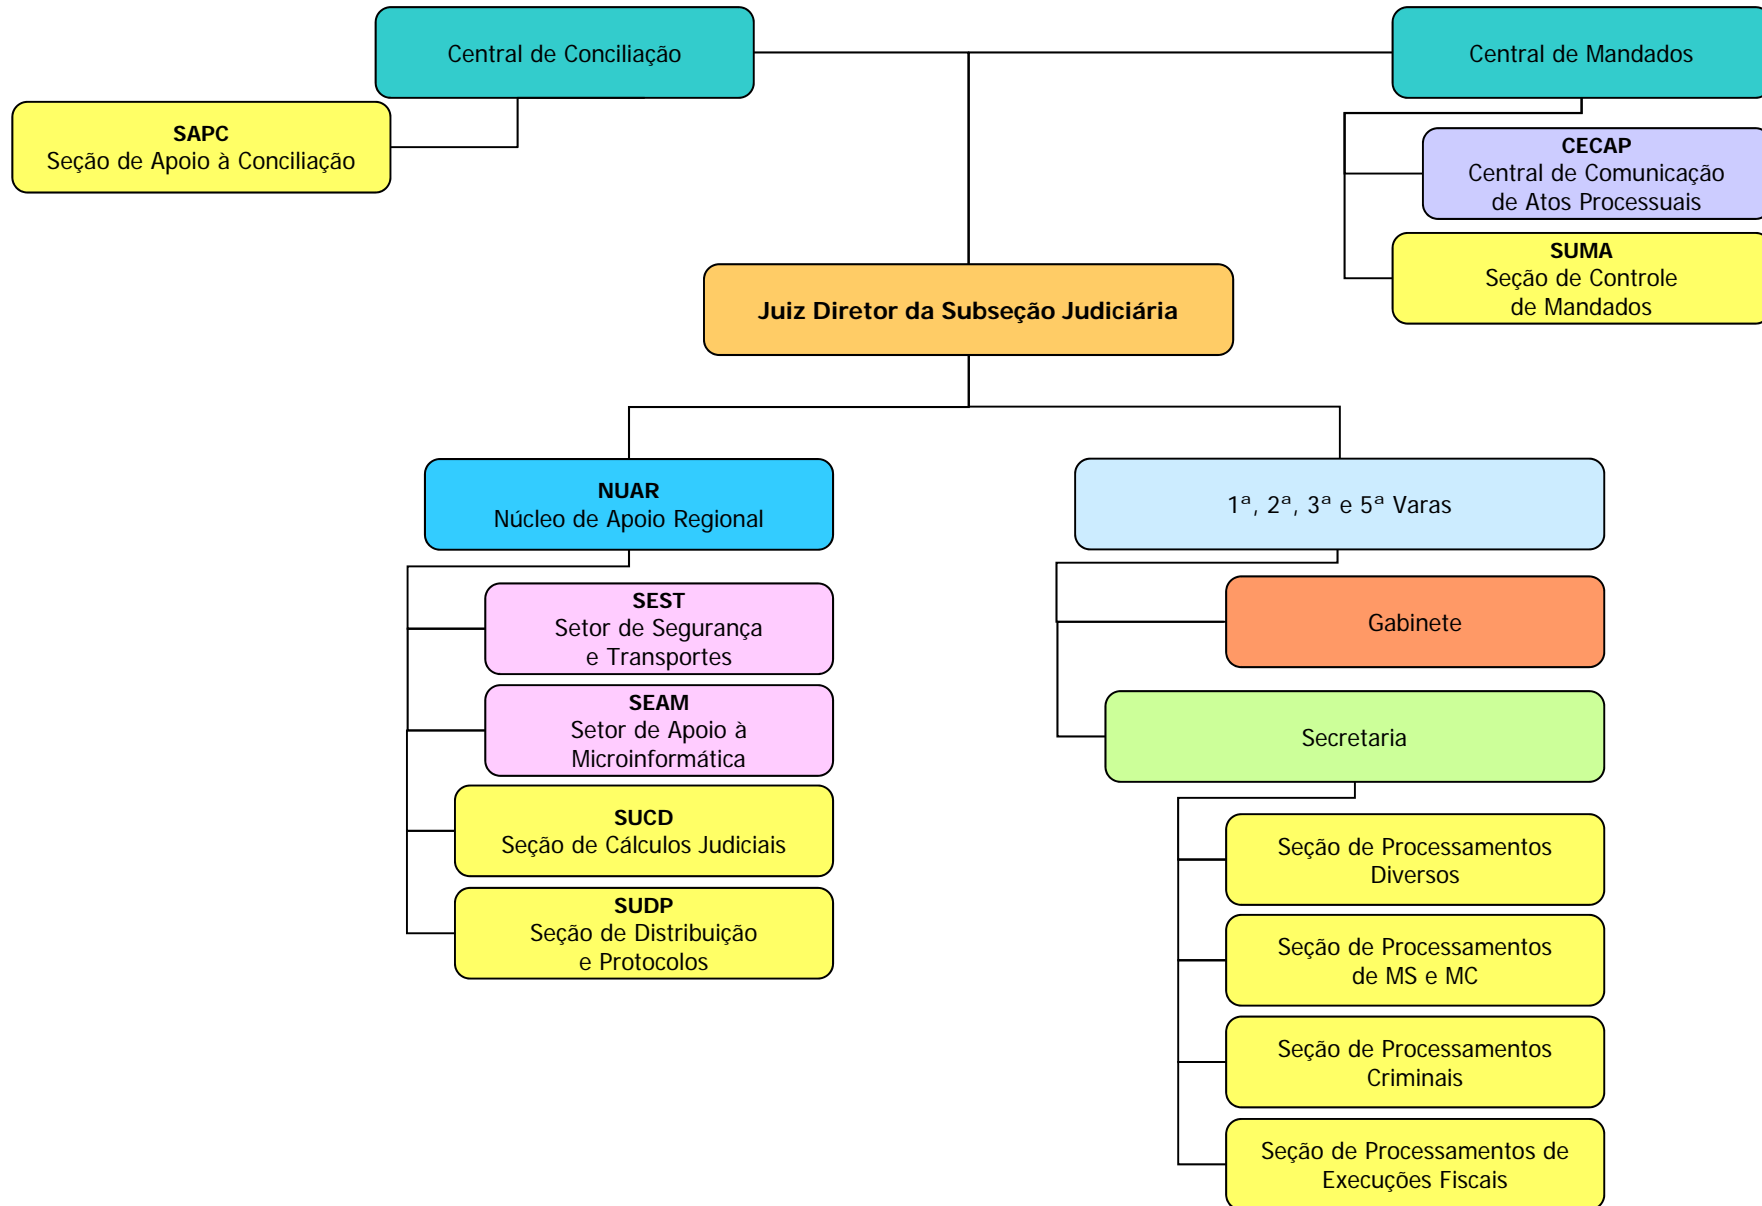 Central de Conciliação
Central de Mandados
SAPC
Seção de Apoio à Conciliação
CECAP
Central de Comunicação
de Atos Processuais
SUMA
Seção de Controle
de Mandados
Juiz Diretor da Subseção Judiciária
NUAR
Núcleo de Apoio Regional
SEST
Setor de Segurança
e Transportes
SEAM
Setor de Apoio à
Microinformática
SUCD
Seção de Cálculos Judiciais
SUDP
Seção de Distribuição
e Protocolos
1ª, 2ª, 3ª e 5ª Varas
Gabinete
Secretaria
Seção de Processamentos
Diversos
Seção de Processamentos
de MS e MC
Seção de Processamentos
Criminais
Seção de Processamentos de
Execuções Fiscais